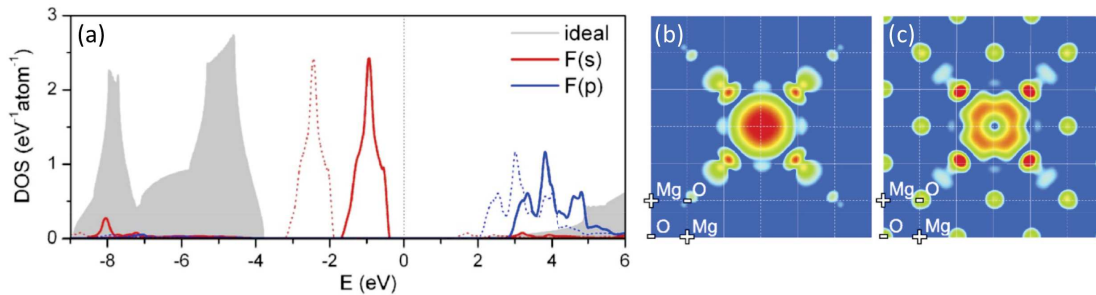 (a)
ideal
F(s)
F(p)
DOS (eV⁻¹atom⁻¹)
3
2
1
0
-8 -6 -4 -2 0 2 4 6
E (eV)
(b)
Mg O
O Mg
(c)
Mg O
O Mg